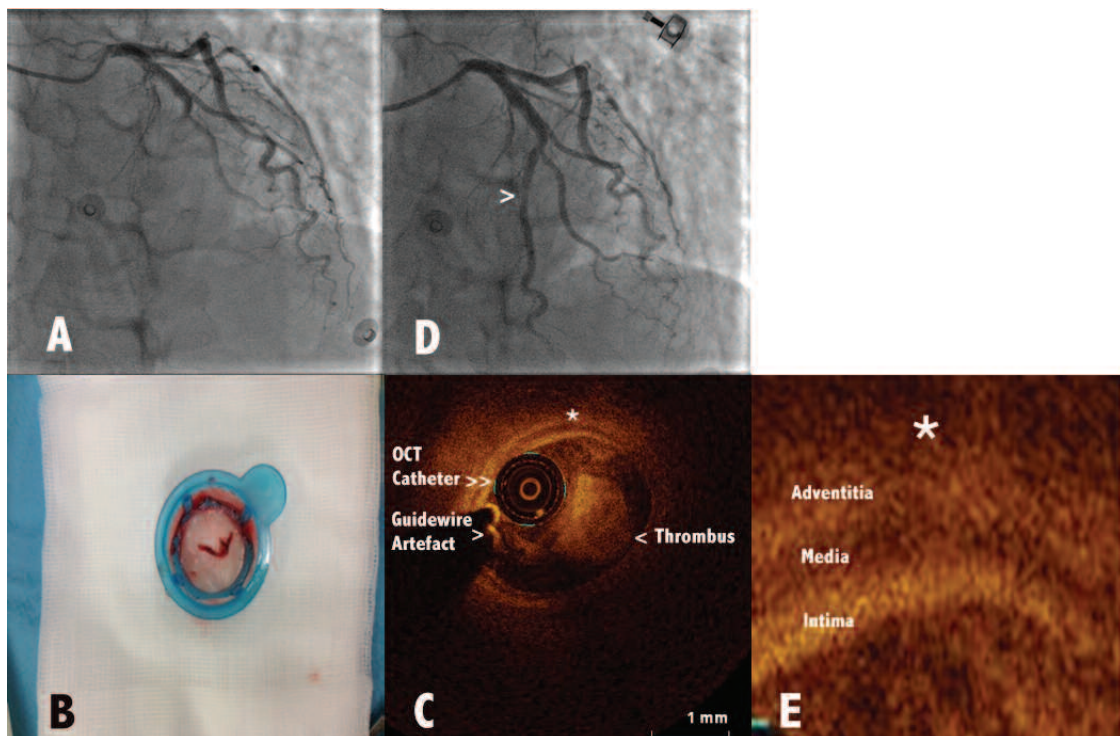 A
D
B
OCT
Catheter >>
Guidewire
Artefact >
< Thrombus
*
C
1 mm
*
Adventitia
Media
Intima
E
>